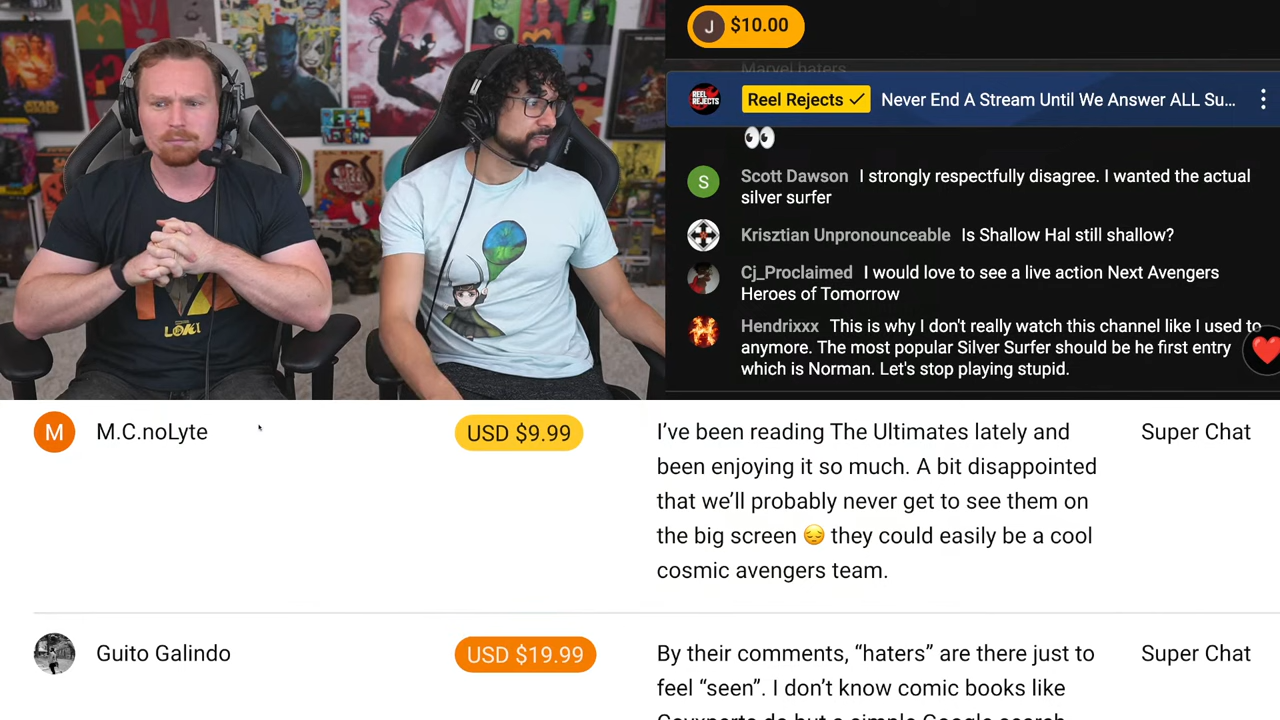 LOKI
J $10.00
Marvel haters
REEL REJECTS
Reel Rejects Never End A Stream Until We Answer ALL Su...
👀
S
Scott Dawson I strongly respectfully disagree. I wanted the actual
silver surfer
Krisztian Unpronounceable Is Shallow Hal still shallow?
Cj_Proclaimed I would love to see a live action Next Avengers
Heroes of Tomorrow
Hendrixxx This is why I don't really watch this channel like I used to
anymore. The most popular Silver Surfer should be he first entry
which is Norman. Let's stop playing stupid.
M M.C.noLyte USD $9.99 I've been reading The Ultimates lately and Super Chat
been enjoying it so much. A bit disappointed
that we'll probably never get to see them on
the big screen 😔 they could easily be a cool
cosmic avengers team.
Guito Galindo USD $19.99 By their comments, “haters” are there just to Super Chat
feel “seen”. I don't know comic books like